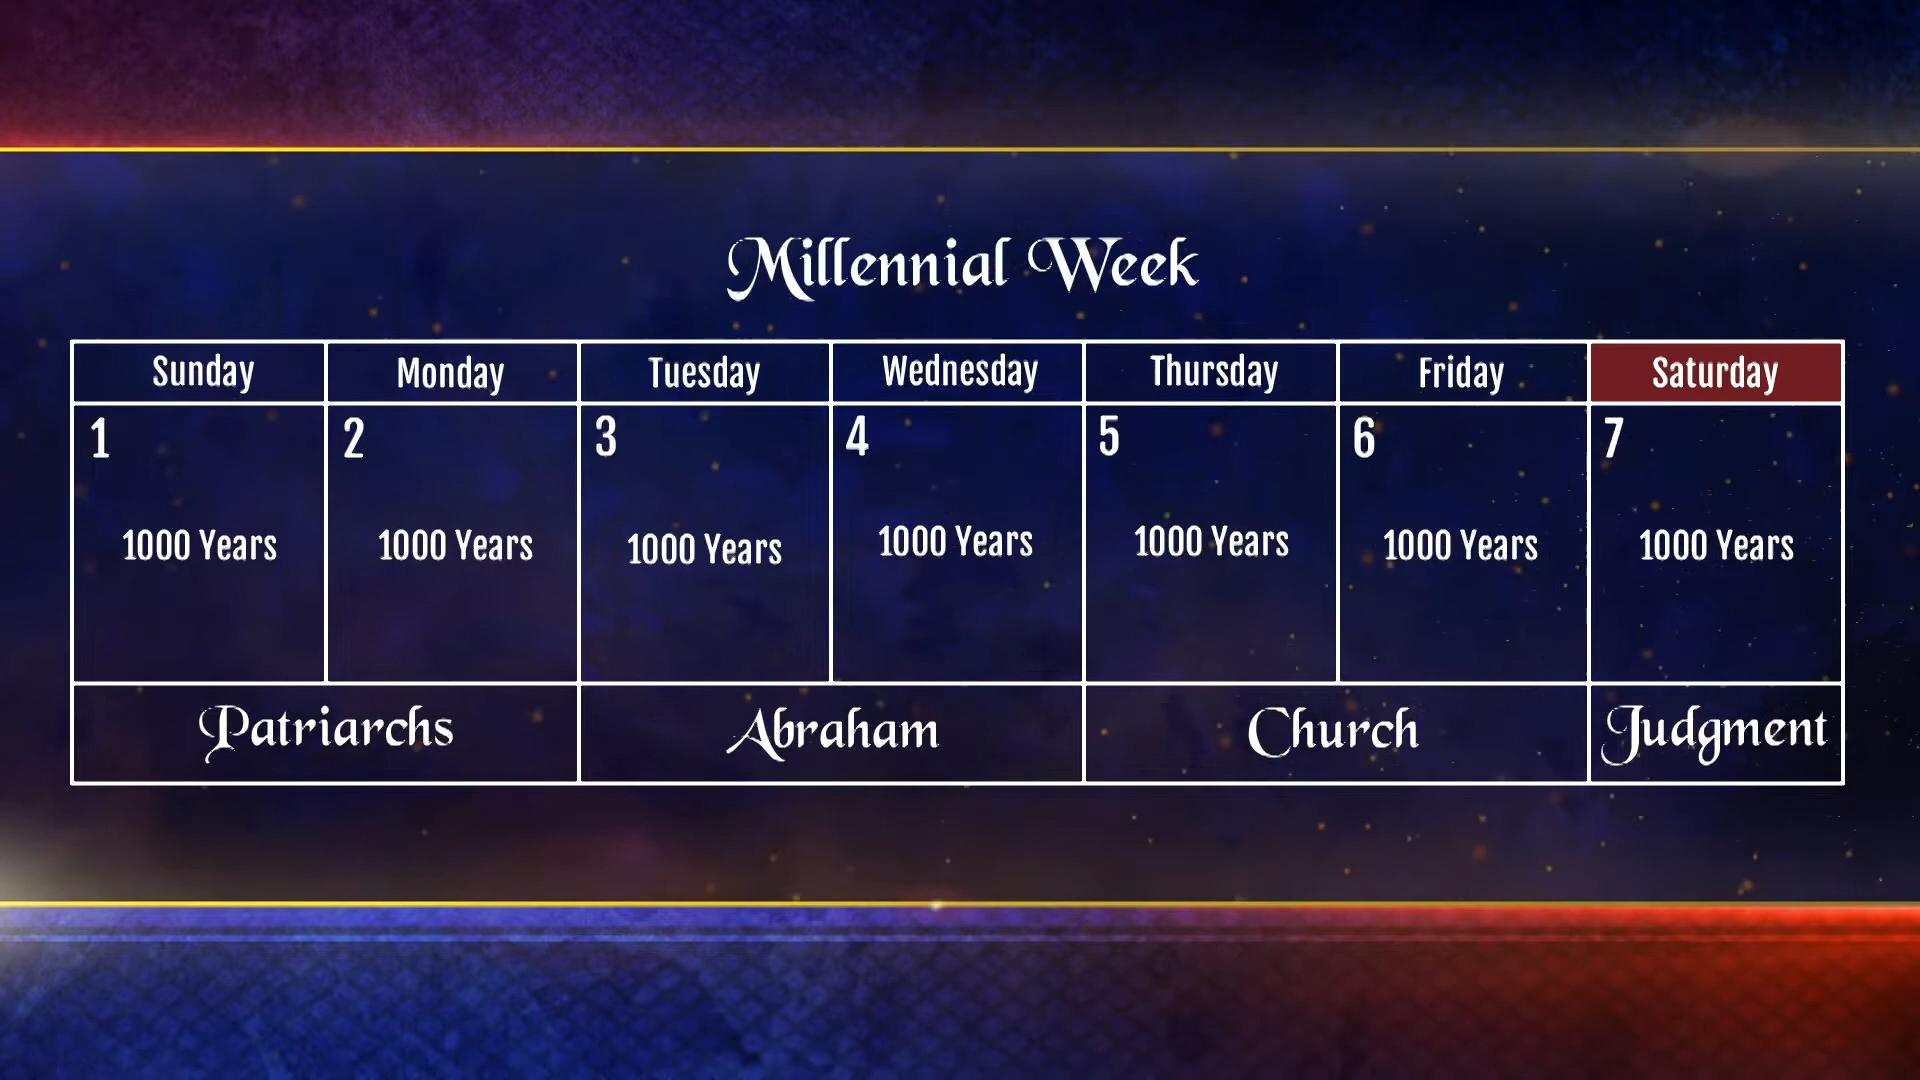 Millennial Week
Sunday Monday Tuesday Wednesday Thursday Friday Saturday
1 2 3 4 5 6 7
1000 Years 1000 Years 1000 Years 1000 Years 1000 Years 1000 Years 1000 Years
Patriarchs Abraham Church Judgment